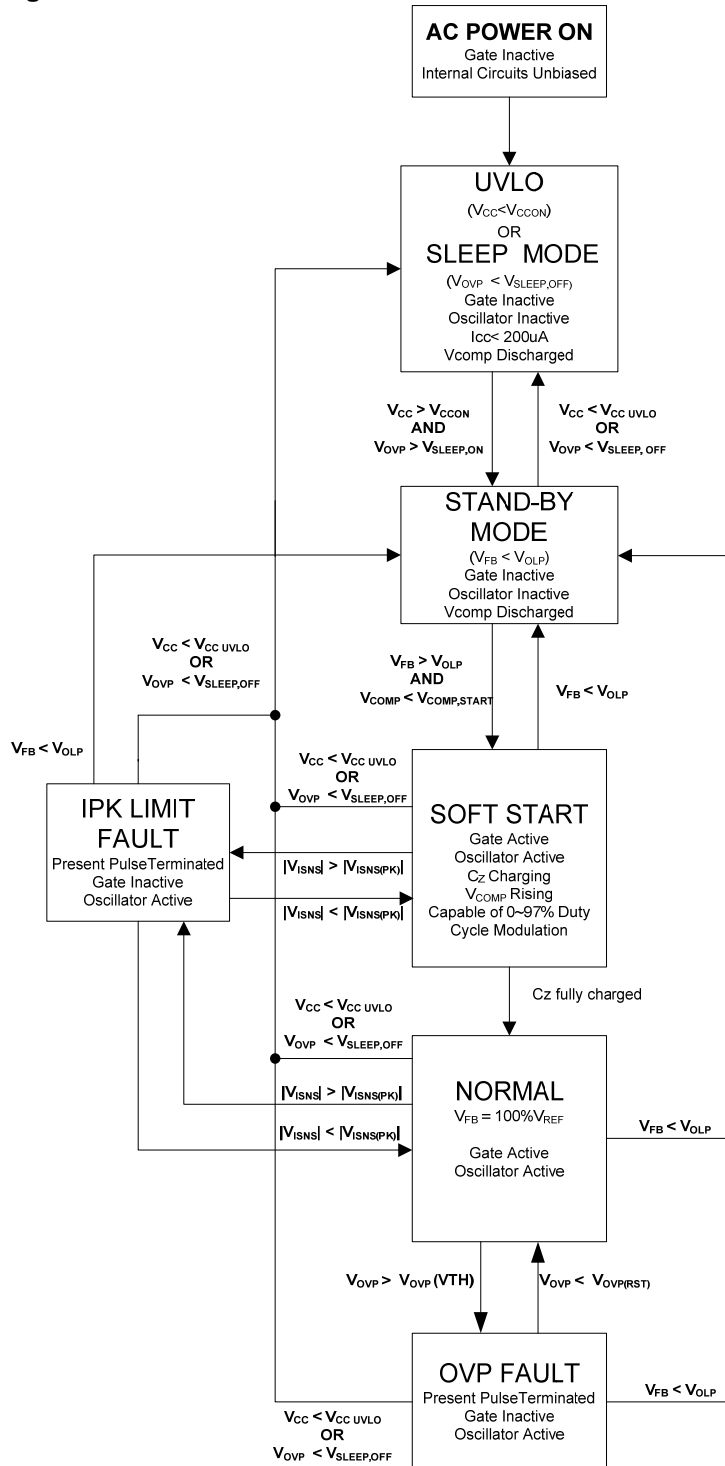 AC POWER ON
Gate Inactive
Internal Circuits Unbiased
UVLO
(VCC<VCCON)
OR
SLEEP MODE
(VOVP < VSLEEP,OFF)
Gate Inactive
Oscillator Inactive
Icc< 200uA
Vcomp Discharged
VCC > VCCON
AND
VOVP > VSLEEP,ON
VCC < VCC UVLO
OR
VOVP < VSLEEP, OFF
STAND-BY
MODE
(VFB < VOLP)
Gate Inactive
Oscillator Inactive
Vcomp Discharged
VCC < VCC UVLO
OR
VOVP < VSLEEP,OFF
VFB > VOLP
AND
VCOMP < VCOMP,START
VFB < VOLP
VFB < VOLP
VCC < VCC UVLO
OR
VOVP < VSLEEP,OFF
IPK LIMIT
FAULT
Present PulseTerminated
Gate Inactive
Oscillator Active
|VISNS| > |VISNS(PK)|
|VISNS| < |VISNS(PK)|
SOFT START
Gate Active
Oscillator Active
CZ Charging
VCOMP Rising
Capable of 0~97% Duty
Cycle Modulation
Cz fully charged
VCC < VCC UVLO
OR
VOVP < VSLEEP,OFF
|VISNS| > |VISNS(PK)|
|VISNS| < |VISNS(PK)|
NORMAL
VFB = 100%VREF
Gate Active
Oscillator Active
VFB < VOLP
VOVP > VOVP (VTH)
VOVP < VOVP(RST)
OVP FAULT
Present PulseTerminated
Gate Inactive
Oscillator Active
VFB < VOLP
VCC < VCC UVLO
OR
VOVP < VSLEEP,OFF